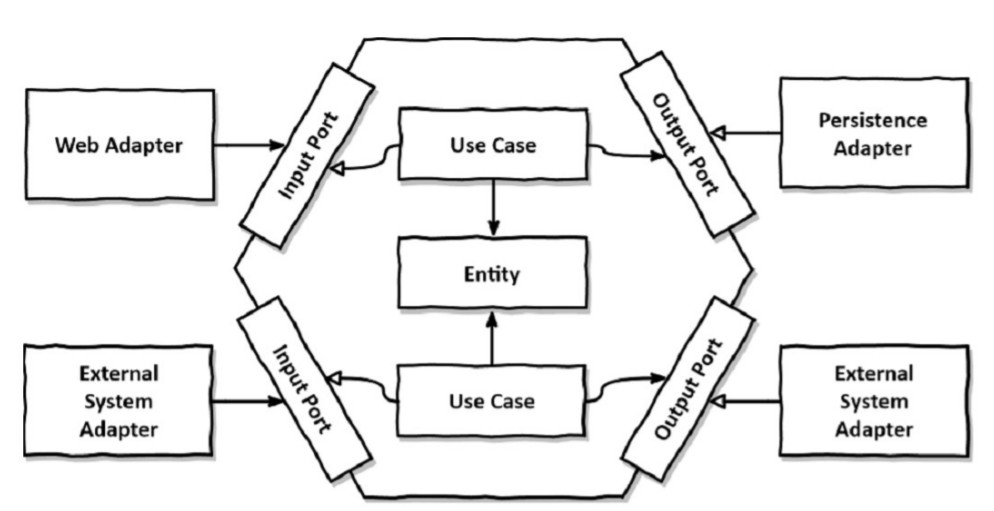 Web Adapter
Input Port
Use Case
Output Port
Persistence
Adapter
Entity
External
System
Adapter
Input Port
Use Case
Output Port
External
System
Adapter